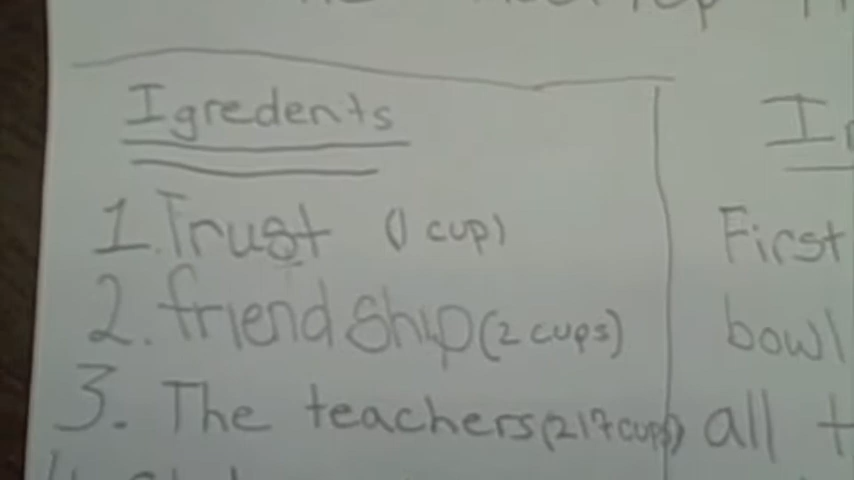 Igredents
1. Trust (1 cup)
2. friendship (2 cups)
3. The teachers (217 cups)
First
bowl
all